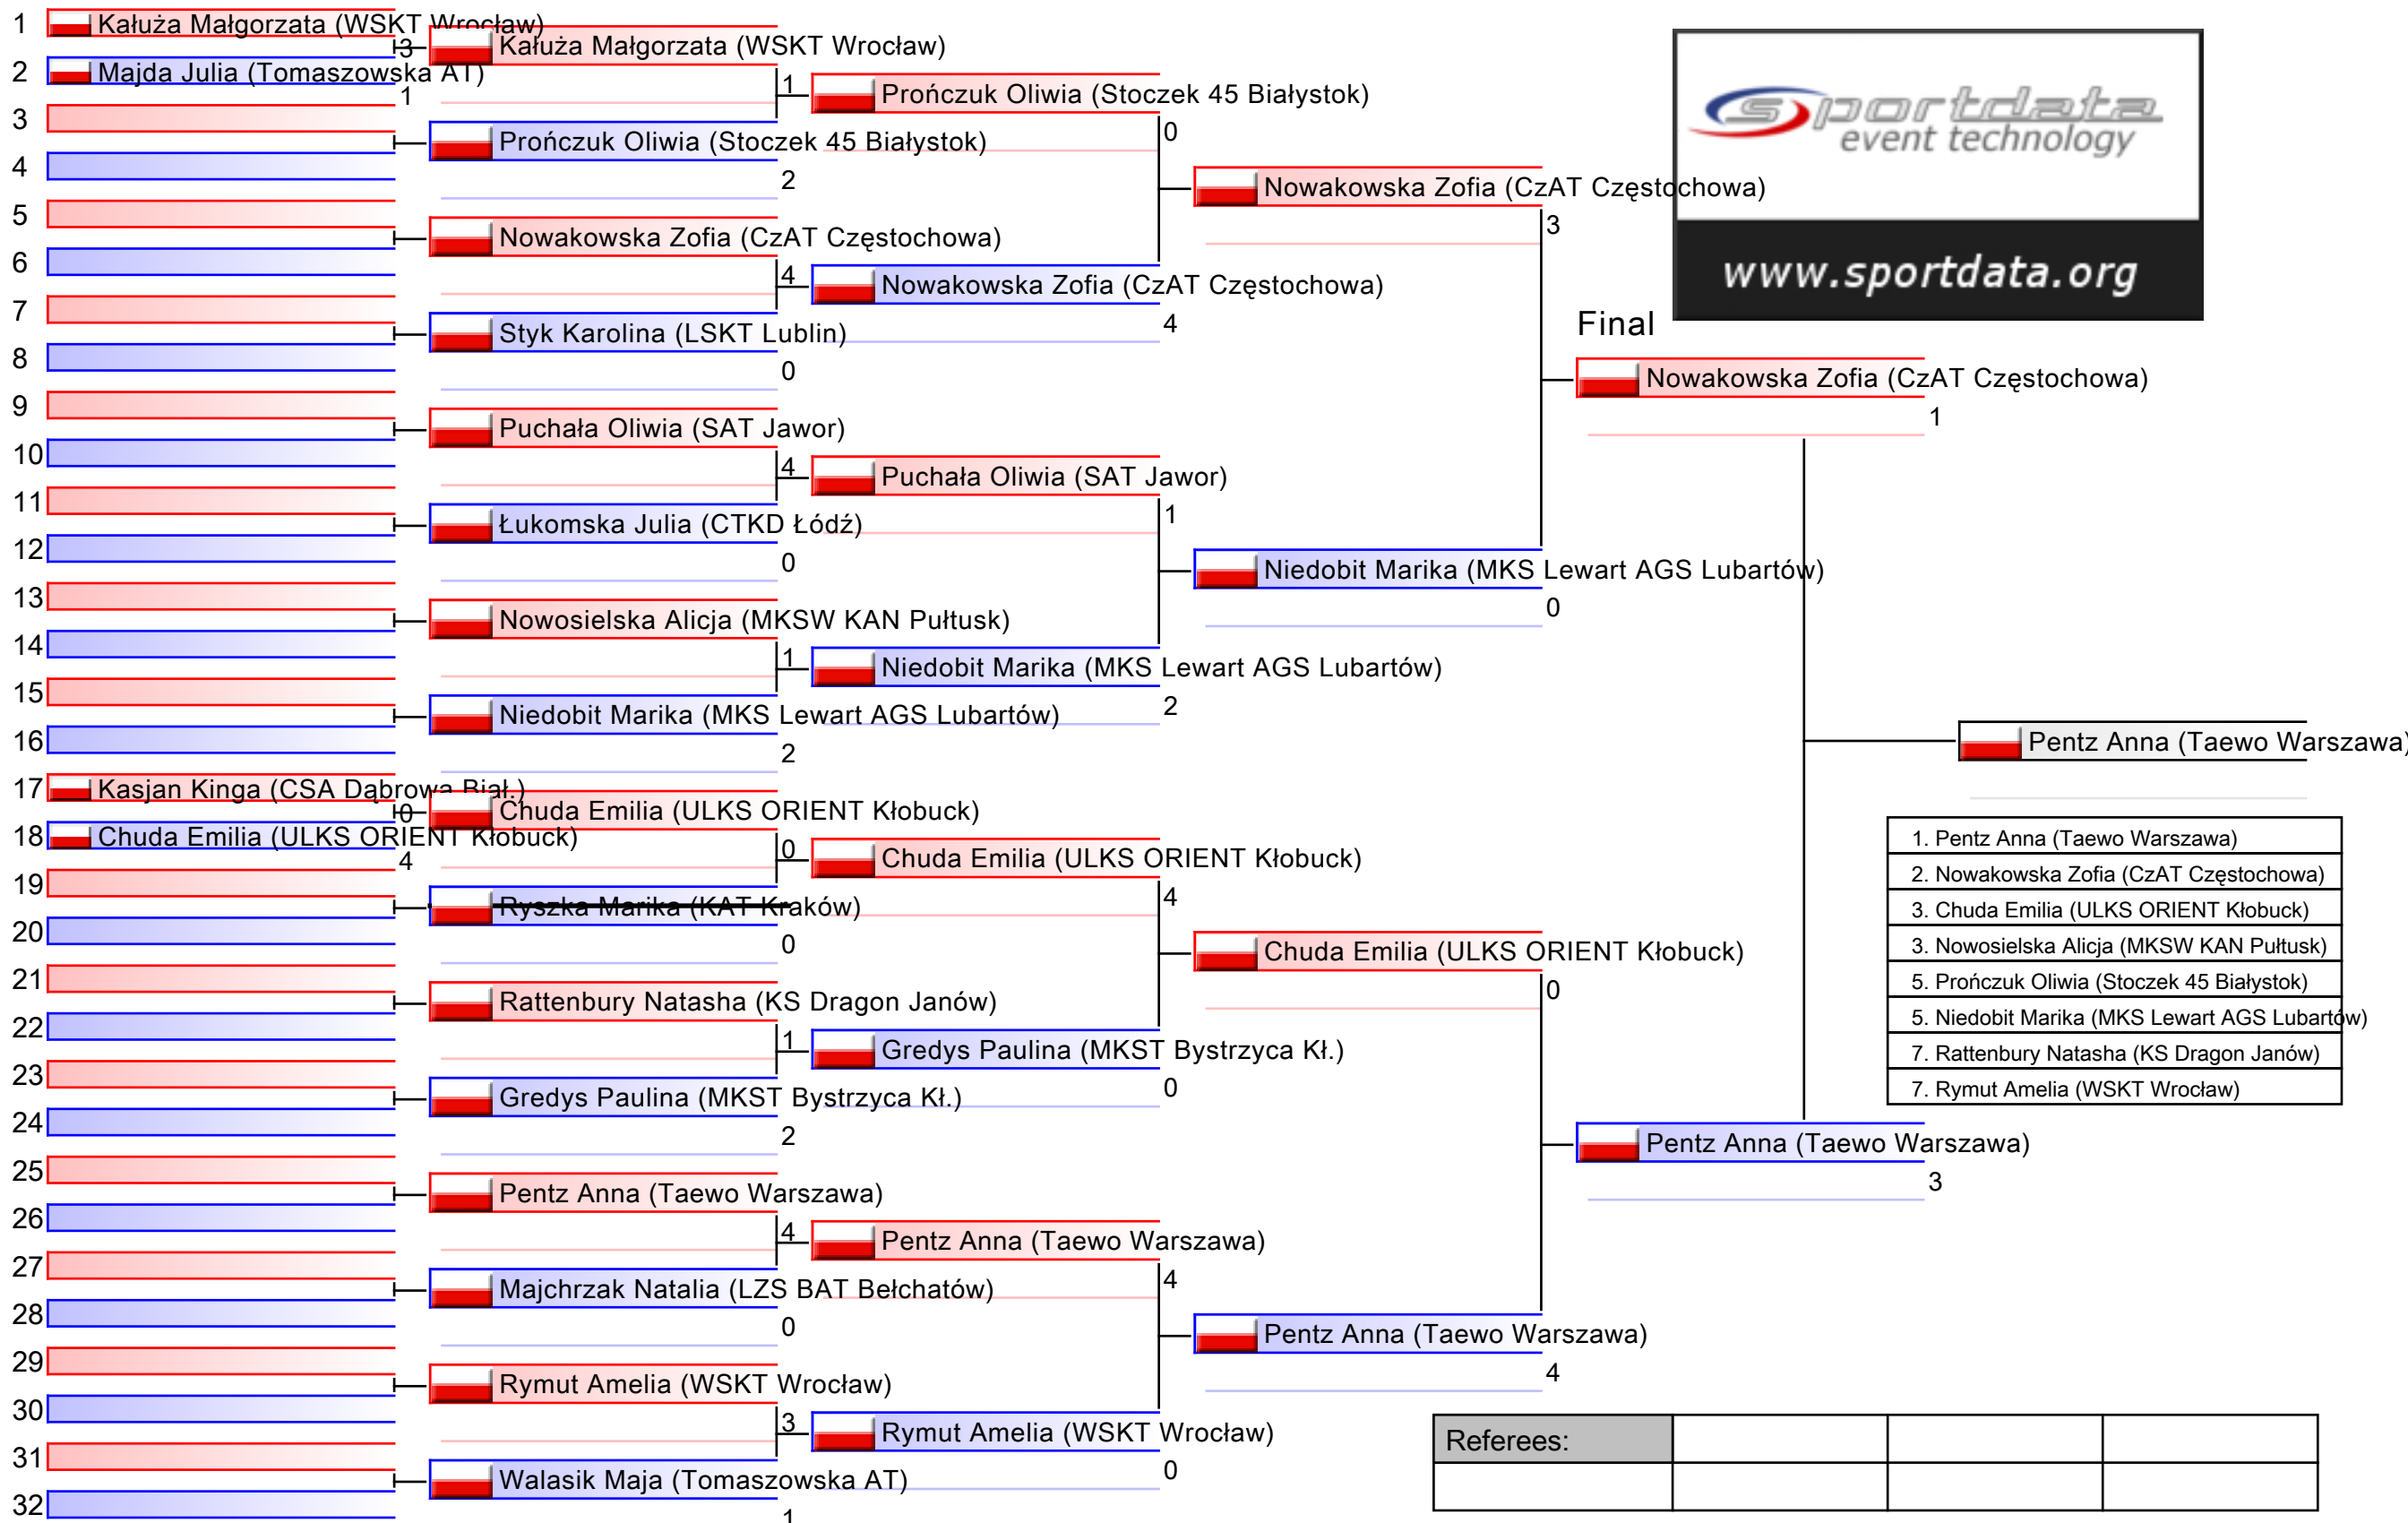 1 Kałuża Małgorzata (WSKT Wrocław)
3
2 Majda Julia (Tomaszowska AT)
1
3
4
5
6
7
8
9
10
11
12
13
14
15
16
17 Kasjan Kinga (CSA Dąbrowa Biał.)
0
18 Chuda Emilia (ULKS ORIENT Kłobuck)
4
19
20
21
22
23
24
25
26
27
28
29
30
31
32
Kałuża Małgorzata (WSKT Wrocław)
1
Prończuk Oliwia (Stoczek 45 Białystok)
2
Nowakowska Zofia (CzAT Częstochowa)
4
Styk Karolina (LSKT Lublin)
0
Puchała Oliwia (SAT Jawor)
4
Łukomska Julia (CTKD Łódź)
0
Nowosielska Alicja (MKSW KAN Pułtusk)
1
Niedobit Marika (MKS Lewart AGS Lubartów)
2
Chuda Emilia (ULKS ORIENT Kłobuck)
0
Ryszka Marika (KAT Kraków)
0
Rattenbury Natasha (KS Dragon Janów)
1
Gredys Paulina (MKST Bystrzyca Kł.)
2
Pentz Anna (Taewo Warszawa)
4
Majchrzak Natalia (LZS BAT Bełchatów)
0
Rymut Amelia (WSKT Wrocław)
3
Walasik Maja (Tomaszowska AT)
1
Prończuk Oliwia (Stoczek 45 Białystok)
0
Nowakowska Zofia (CzAT Częstochowa)
4
Puchała Oliwia (SAT Jawor)
1
Niedobit Marika (MKS Lewart AGS Lubartów)
2
Chuda Emilia (ULKS ORIENT Kłobuck)
4
Gredys Paulina (MKST Bystrzyca Kł.)
0
Pentz Anna (Taewo Warszawa)
4
Rymut Amelia (WSKT Wrocław)
0
Nowakowska Zofia (CzAT Częstochowa)
3
Niedobit Marika (MKS Lewart AGS Lubartów)
0
Chuda Emilia (ULKS ORIENT Kłobuck)
0
Pentz Anna (Taewo Warszawa)
4
sportdata
event technology
www.sportdata.org
Final
Nowakowska Zofia (CzAT Częstochowa)
1
Pentz Anna (Taewo Warszawa)
3
Pentz Anna (Taewo Warszawa)
1. Pentz Anna (Taewo Warszawa)
2. Nowakowska Zofia (CzAT Częstochowa)
3. Chuda Emilia (ULKS ORIENT Kłobuck)
3. Nowosielska Alicja (MKSW KAN Pułtusk)
5. Prończuk Oliwia (Stoczek 45 Białystok)
5. Niedobit Marika (MKS Lewart AGS Lubartów)
7. Rattenbury Natasha (KS Dragon Janów)
7. Rymut Amelia (WSKT Wrocław)
Referees: